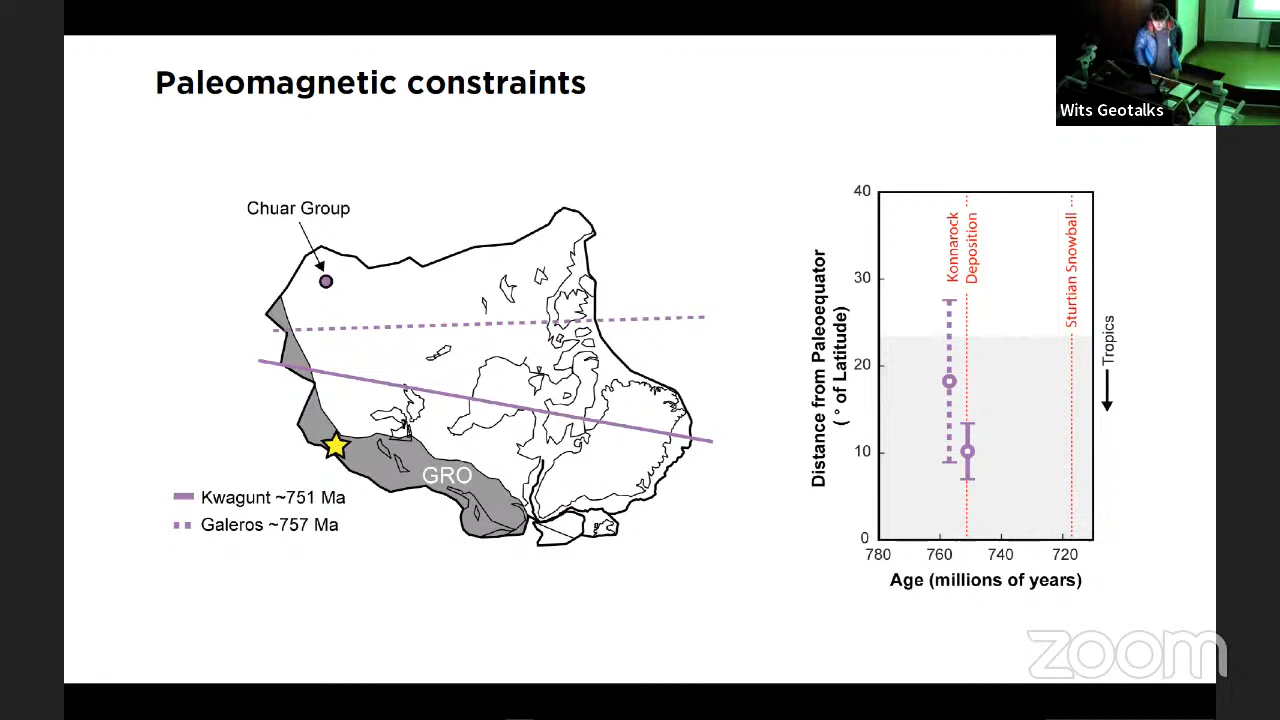 Paleomagnetic constraints
Wits Geotalks
Chuar Group
GRO
Kwagunt ~751 Ma
Galeros ~757 Ma
Distance from Paleoequator
( ° of Latitude)
40
30
20
10
0
Konnarock
Deposition
Sturtian Snowball
Tropics
780
760
740
720
Age (millions of years)
zoom